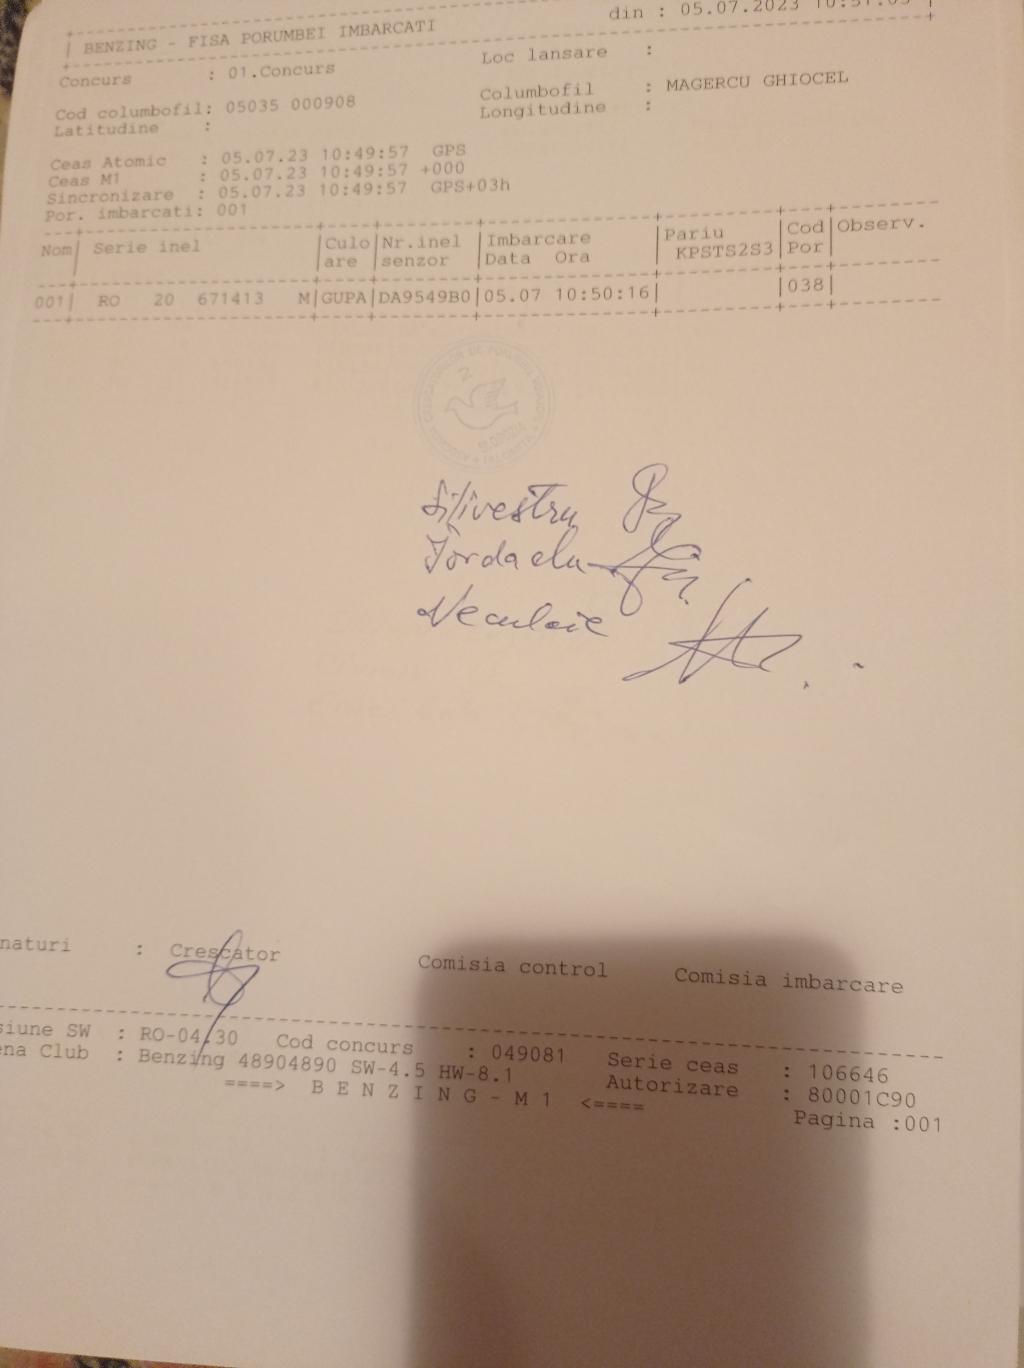 BENZING - FISA PORUMBEI IMBARCATI din : 05.07.2023
Concurs : 01.Concurs Loc lansare :
Cod columbofil: 05035 000908 Columbofil : MAGERCU GHIOCEL
Latitudine : Longitudine :
Ceas Atomic : 05.07.23 10:49:57 GPS
Ceas M1 : 05.07.23 10:49:57 +000
Sincronizare : 05.07.23 10:49:57 GPS+03h
Por. imbarcati: 001
Nom| Serie inel |Culo|Nr.inel |Imbarcare |Pariu |Cod|Observ.
|are |senzor |Data Ora | KPSTS2S3|Por|
001| RO 20 671413 M|GUPA|DA9549B0|05.07 10:50:16| |038|
Silivestru
Iordachu
Neculaie
naturi : Crescator Comisia control Comisia imbarcare
siune SW : RO-04/30 Cod concurs : 049081 Serie ceas : 106646
na Club : Benzing 48904890 SW-4.5 HW-8.1 Autorizare : 80001C90
====> B E N Z I N G - M 1 <==== Pagina :001